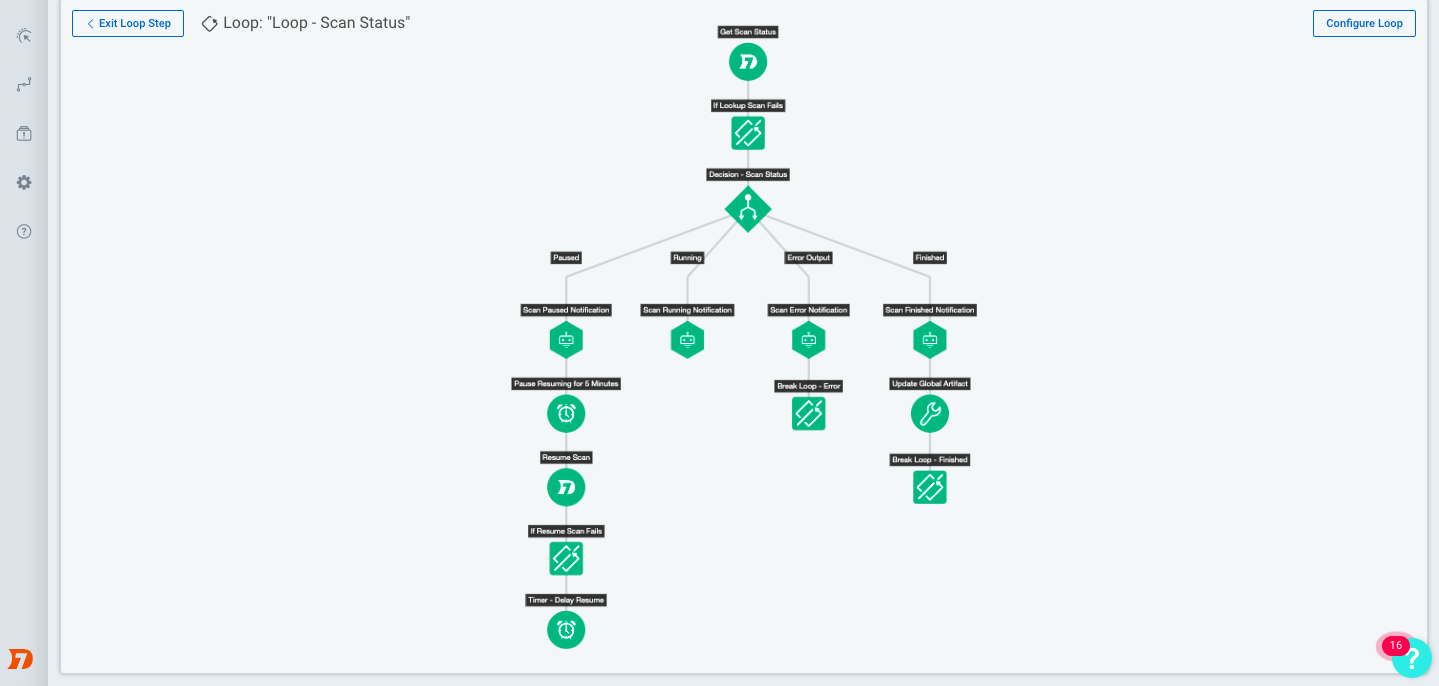 Exit Loop Step
Loop: "Loop - Scan Status"
Configure Loop
Get Scan Status
If Lookup Scan Fails
Decision - Scan Status
Paused
Running
Error Output
Finished
Scan Paused Notification
Scan Running Notification
Scan Error Notification
Scan Finished Notification
Pause Resuming for 5 Minutes
Break Loop - Error
Update Global Artifact
Resume Scan
Break Loop - Finished
If Resume Scan Fails
Timer - Delay Resume
16
?